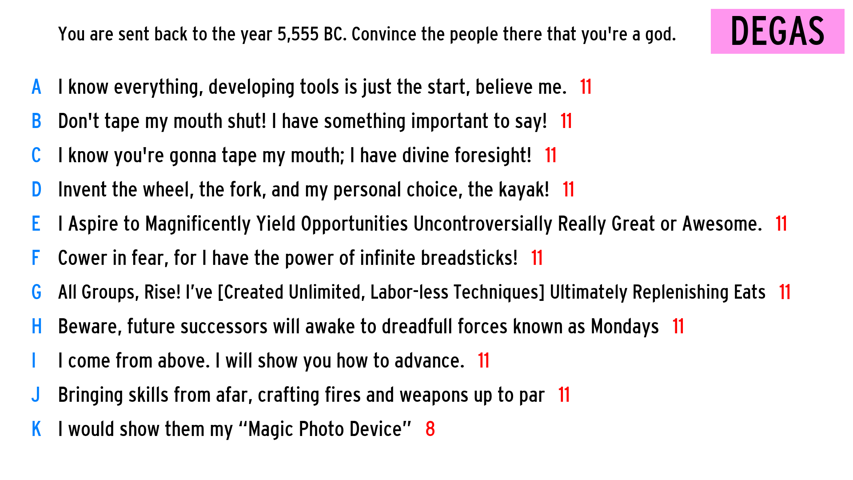 You are sent back to the year 5,555 BC. Convince the people there that you're a god.
DEGAS
A I know everything, developing tools is just the start, believe me. 11
B Don't tape my mouth shut! I have something important to say! 11
C I know you're gonna tape my mouth; I have divine foresight! 11
D Invent the wheel, the fork, and my personal choice, the kayak! 11
E I Aspire to Magnificently Yield Opportunities Uncontroversially Really Great or Awesome. 11
F Cower in fear, for I have the power of infinite breadsticks! 11
G All Groups, Rise! I’ve [Created Unlimited, Labor-less Techniques] Ultimately Replenishing Eats 11
H Beware, future successors will awake to dreadfull forces known as Mondays 11
I I come from above. I will show you how to advance. 11
J Bringing skills from afar, crafting fires and weapons up to par 11
K I would show them my “Magic Photo Device” 8